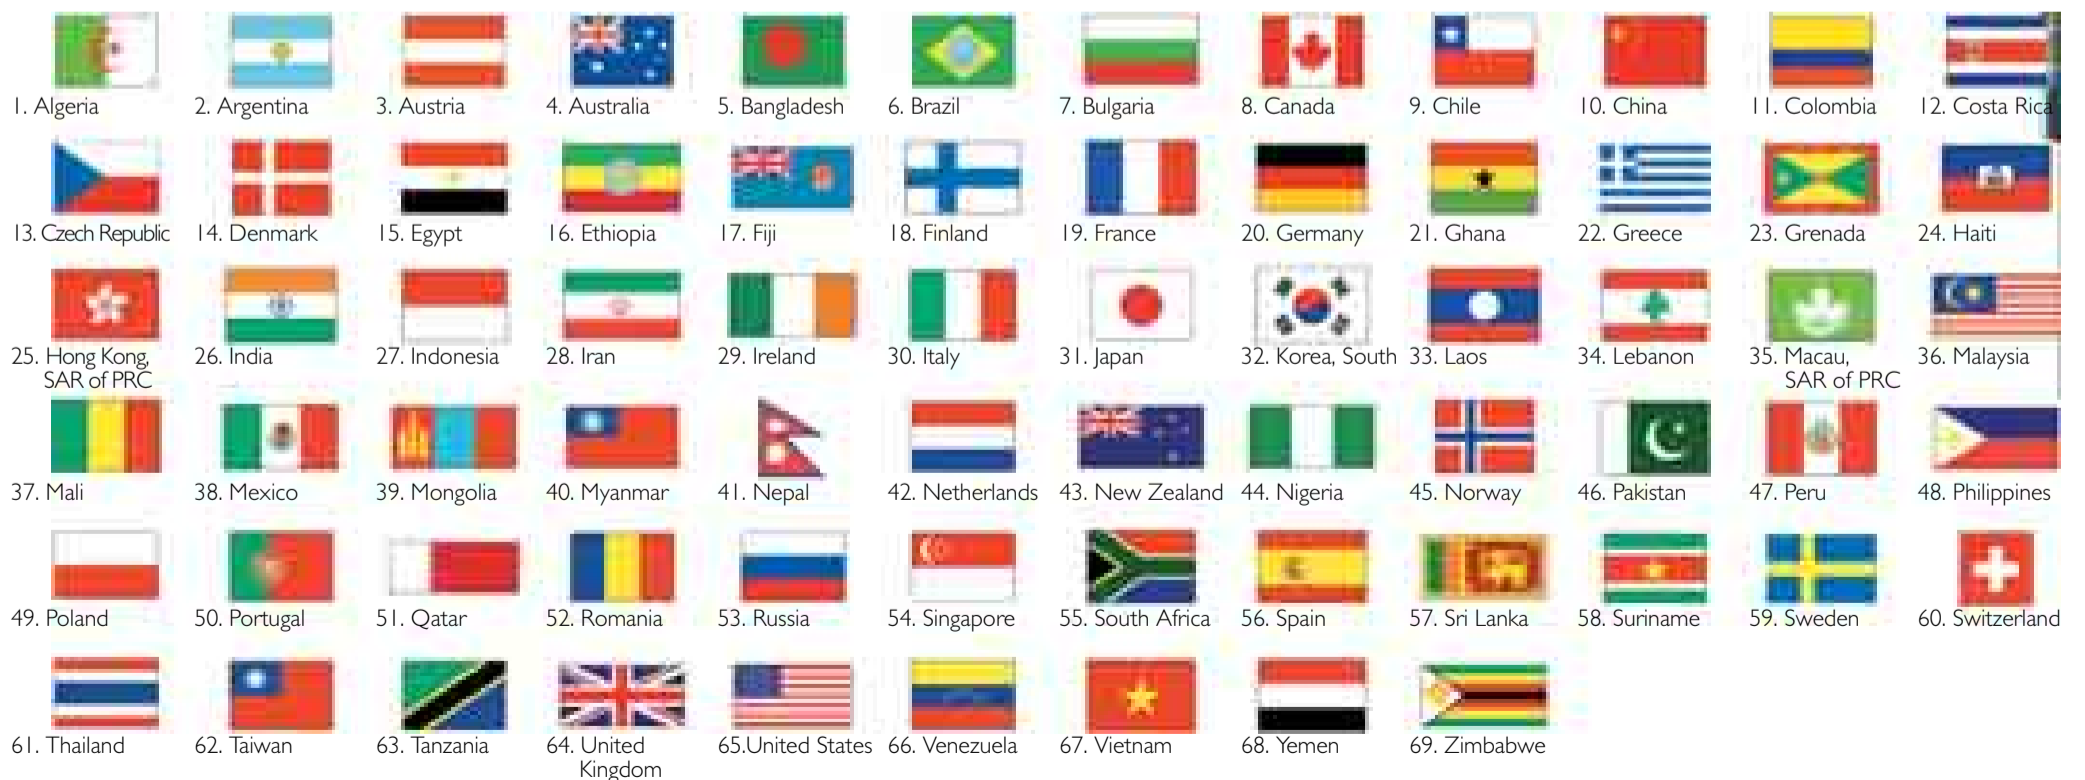 1. Algeria 2. Argentina 3. Austria 4. Australia 5. Bangladesh 6. Brazil 7. Bulgaria 8. Canada 9. Chile 10. China 11. Colombia 12. Costa Rica
13. Czech Republic 14. Denmark 15. Egypt 16. Ethiopia 17. Fiji 18. Finland 19. France 20. Germany 21. Ghana 22. Greece 23. Grenada 24. Haiti
25. Hong Kong, 26. India 27. Indonesia 28. Iran 29. Ireland 30. Italy 31. Japan 32. Korea, South 33. Laos 34. Lebanon 35. Macau, 36. Malaysia
SAR of PRC SAR of PRC
37. Mali 38. Mexico 39. Mongolia 40. Myanmar 41. Nepal 42. Netherlands 43. New Zealand 44. Nigeria 45. Norway 46. Pakistan 47. Peru 48. Philippines
49. Poland 50. Portugal 51. Qatar 52. Romania 53. Russia 54. Singapore 55. South Africa 56. Spain 57. Sri Lanka 58. Suriname 59. Sweden 60. Switzerland
61. Thailand 62. Taiwan 63. Tanzania 64. United 65.United States 66. Venezuela 67. Vietnam 68. Yemen 69. Zimbabwe
Kingdom